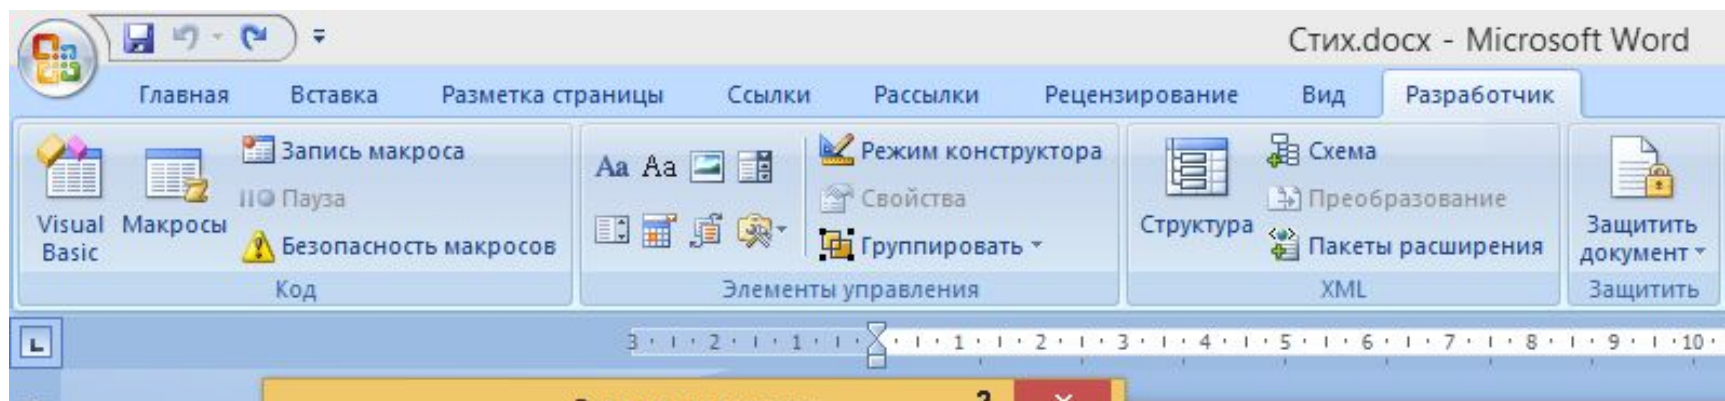 Стих.docx - Microsoft Word
Главная Вставка Разметка страницы Ссылки Рассылки Рецензирование Вид Разработчик
Visual Basic
Макросы
Запись макроса
Пауза
Безопасность макросов
Код
Aa Aa
Режим конструктора
Свойства
Группировать
Элементы управления
Структура
Схема
Преобразование
Пакеты расширения
XML
Защитить документ
Защитить
3 2 1 1 2 3 4 5 6 7 8 9 10
?